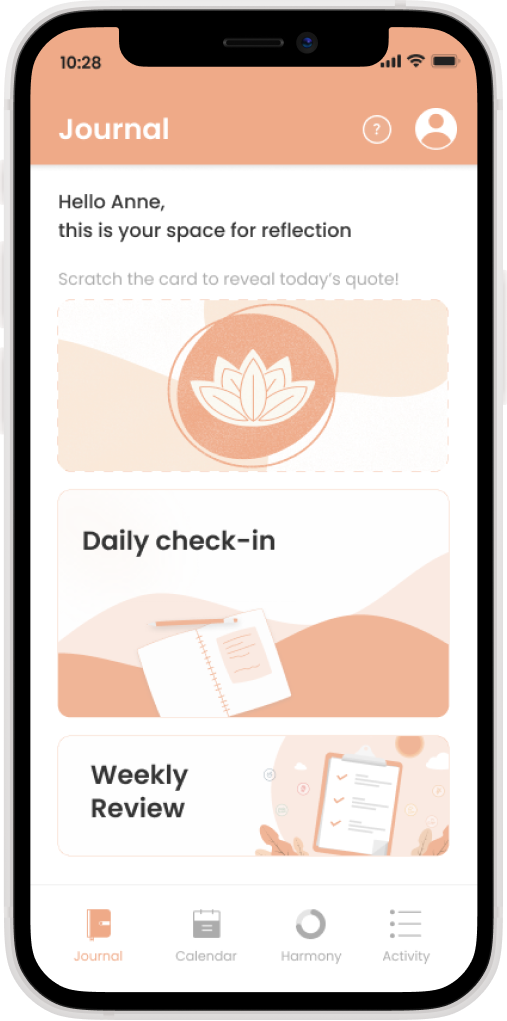 10:28
Journal
?
Hello Anne,
this is your space for reflection
Scratch the card to reveal today's quote!
Daily check-in
Weekly
Review
Journal
Calendar
Harmony
Activity